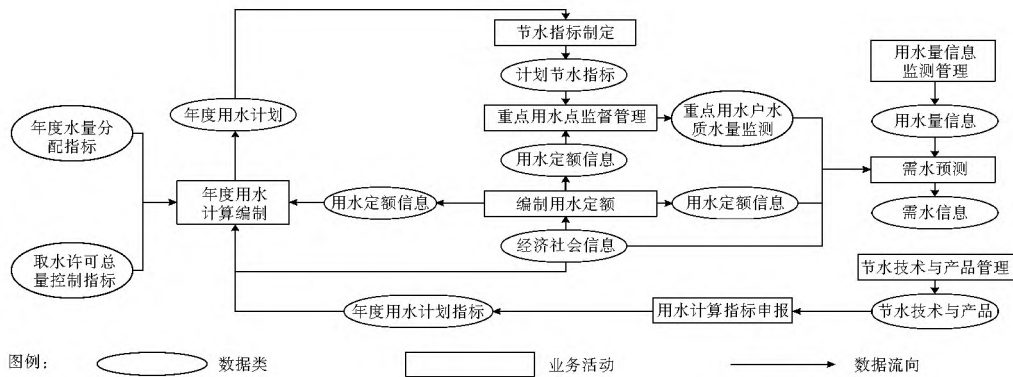 节水指标制定
计划节水指标
用水量信息
监测管理
年度用水计划
年度水量分
配指标
重点用水点监督管理
重点用水户水
质水量监测
用水量信息
用水定额信息
需水预测
年度用水
计算编制
用水定额信息
编制用水定额
用水定额信息
需水信息
经济社会信息
取水许可总
量控制指标
节水技术与产品管理
年度用水计划指标
用水计算指标申报
节水技术与产品
图例：
数据类
业务活动
数据流向